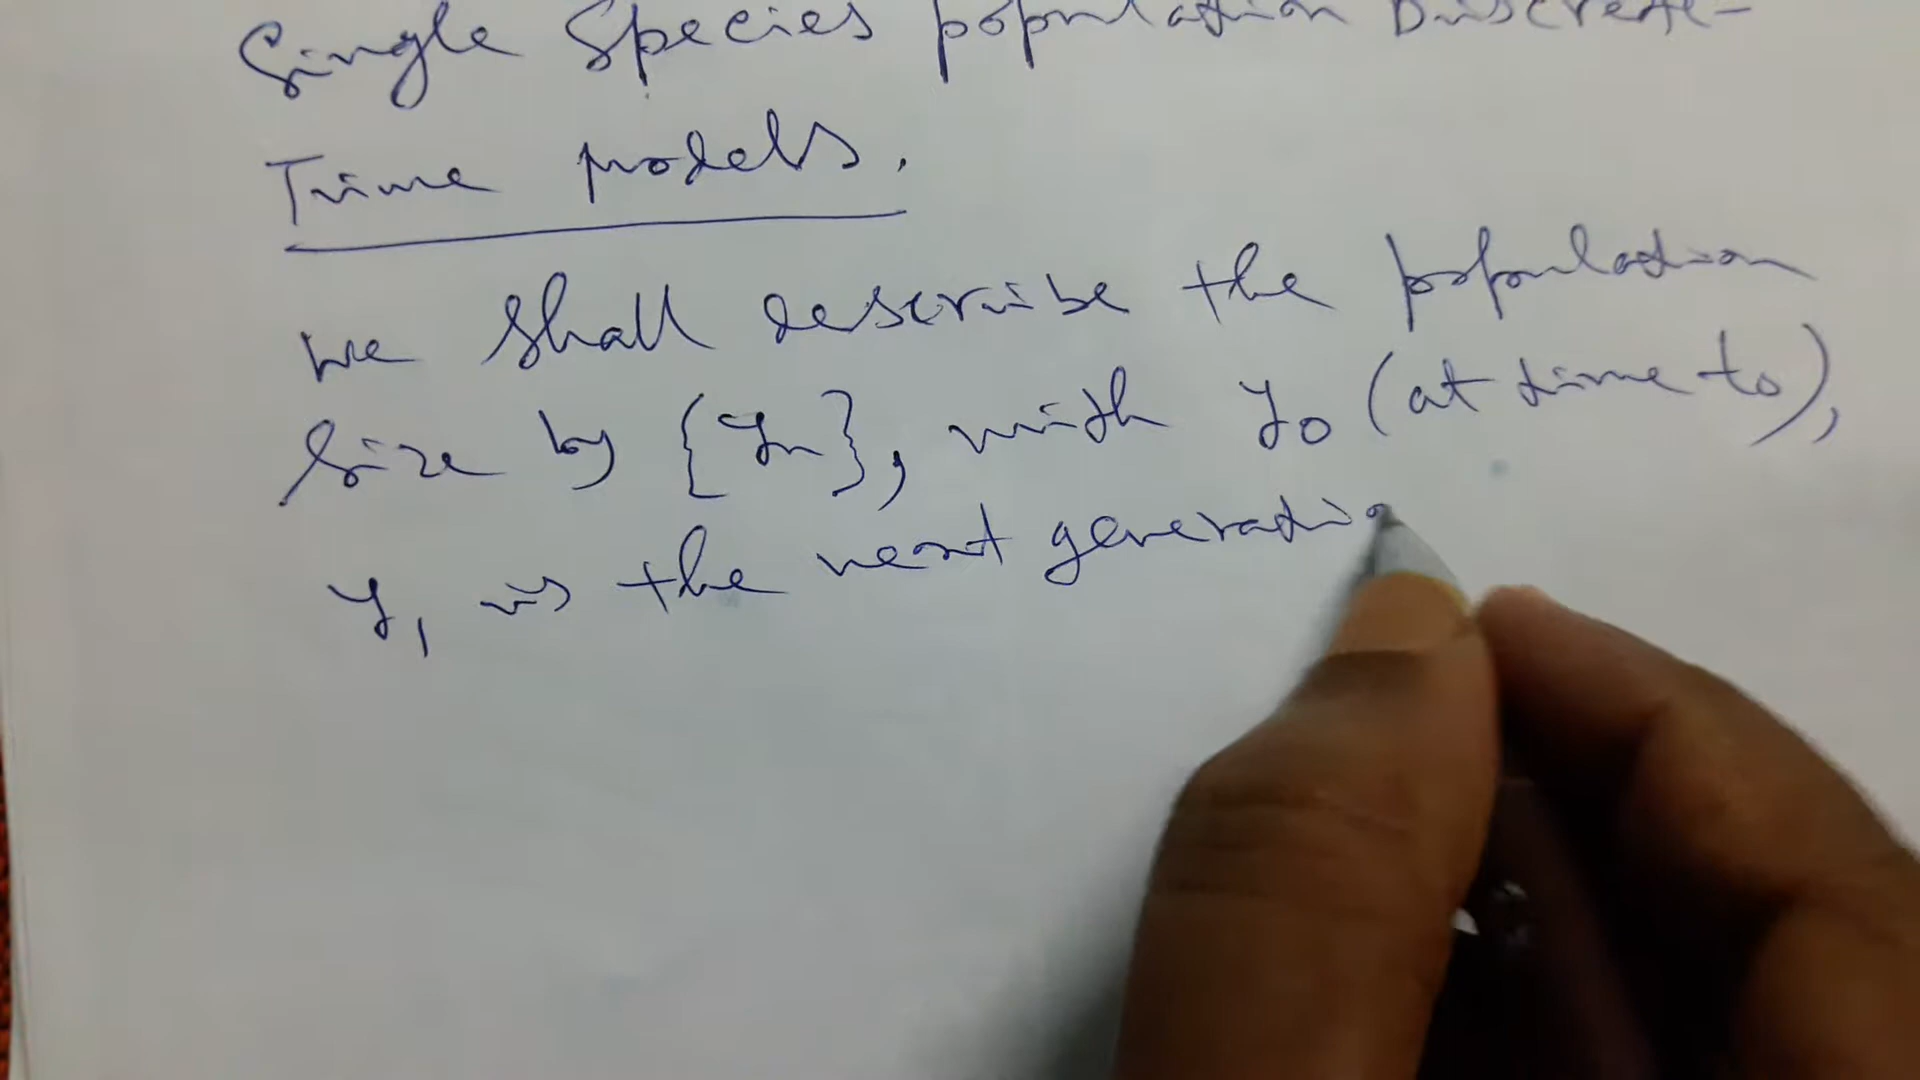 Single Species population Discrete-
Time models.
We shall describe the population
size by {yn}, with y0 (at time t0),
y1 is the next generatio